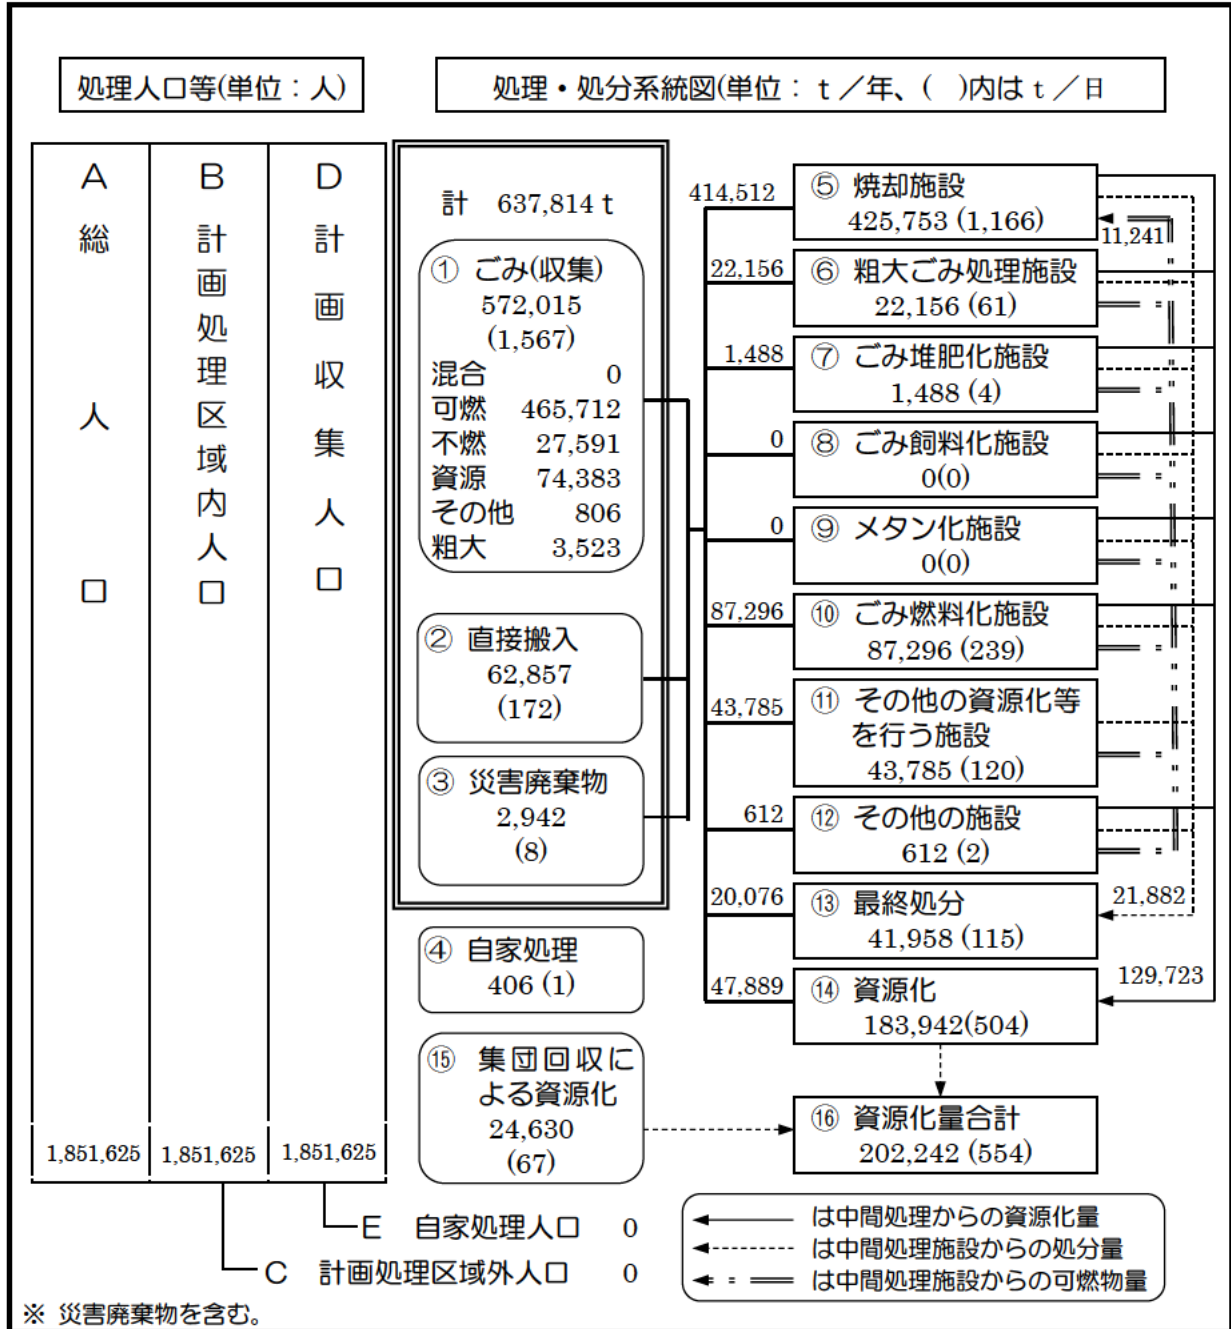 処理人口等(単位：人)
処理・処分系統図(単位：ｔ／年、(　)内はｔ／日
A 総人口
B 計画処理区域内人口
D 計画収集人口
1,851,625
1,851,625
1,851,625
E 自家処理人口 0
C 計画処理区域外人口 0
計 637,814ｔ
① ごみ(収集)
572,015
(1,567)
混合 0
可燃 465,712
不燃 27,591
資源 74,383
その他 806
粗大 3,523
② 直接搬入
62,857
(172)
③ 災害廃棄物
2,942
(8)
④ 自家処理
406 (1)
⑮ 集団回収に
よる資源化
24,630
(67)
414,512
⑤ 焼却施設
425,753 (1,166)
11,241
22,156
⑥ 粗大ごみ処理施設
22,156 (61)
1,488
⑦ ごみ堆肥化施設
1,488 (4)
0
⑧ ごみ飼料化施設
0(0)
0
⑨ メタン化施設
0(0)
87,296
⑩ ごみ燃料化施設
87,296 (239)
43,785
⑪ その他の資源化等
を行う施設
43,785 (120)
612
⑫ その他の施設
612 (2)
20,076
⑬ 最終処分
41,958 (115)
21,882
47,889
⑭ 資源化
183,942(504)
129,723
⑯ 資源化量合計
202,242 (554)
は中間処理からの資源化量
は中間処理施設からの処分量
は中間処理施設からの可燃物量
※ 災害廃棄物を含む。